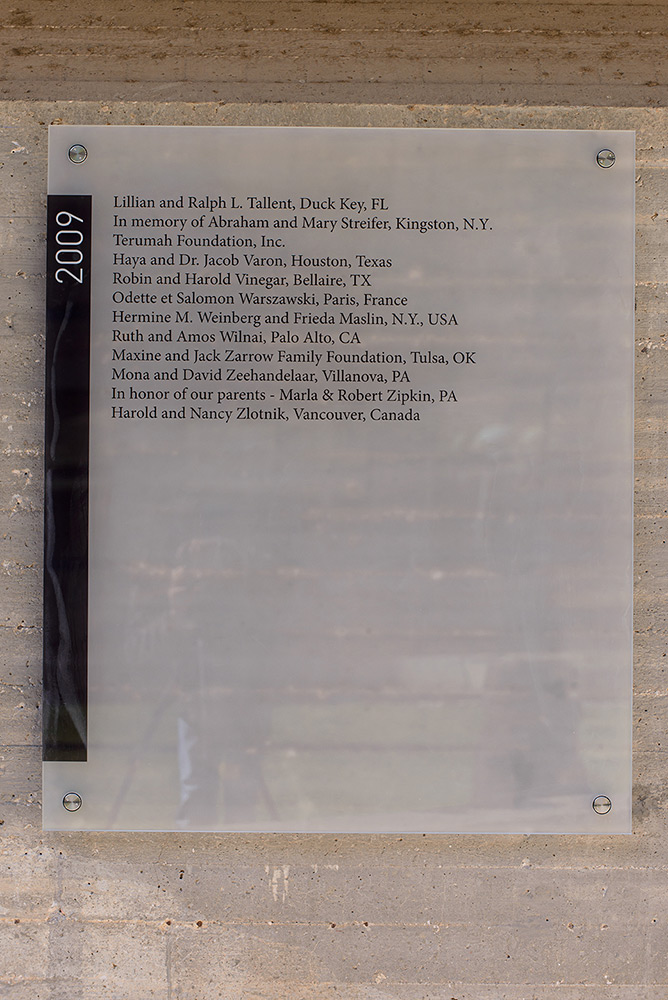 2009
Lillian and Ralph L. Tallent, Duck Key, FL
In memory of Abraham and Mary Streifer, Kingston, N.Y.
Terumah Foundation, Inc.
Haya and Dr. Jacob Varon, Houston, Texas
Robin and Harold Vinegar, Bellaire, TX
Odette et Salomon Warszawski, Paris, France
Hermine M. Weinberg and Frieda Maslin, N.Y., USA
Ruth and Amos Wilnai, Palo Alto, CA
Maxine and Jack Zarrow Family Foundation, Tulsa, OK
Mona and David Zeehandelaar, Villanova, PA
In honor of our parents - Marla & Robert Zipkin, PA
Harold and Nancy Zlotnik, Vancouver, Canada